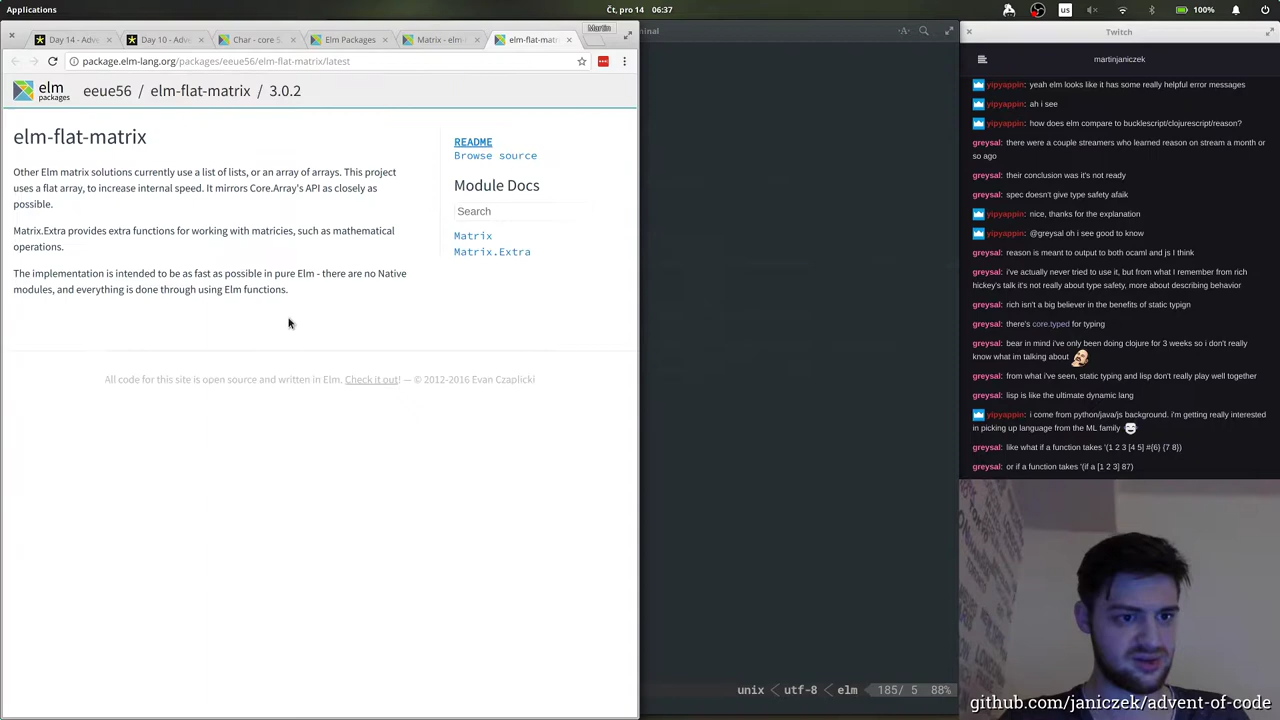 Applications
Čt, pro 14 06:37
us
100%
Martin
Day 14 - Adve
Day 10 - Adve
Char - core 5.
Elm Packages
Matrix - elm-f
elm-flat-matri
package.elm-lang.org/packages/eeue56/elm-flat-matrix/latest
elm
packages
eeue56 / elm-flat-matrix / 3.0.2
elm-flat-matrix
Other Elm matrix solutions currently use a list of lists, or an array of arrays. This project
uses a flat array, to increase internal speed. It mirrors Core.Array's API as closely as
possible.
Matrix.Extra provides extra functions for working with matricies, such as mathematical
operations.
The implementation is intended to be as fast as possible in pure Elm - there are no Native
modules, and everything is done through using Elm functions.
README
Browse source
Module Docs
Search
Matrix
Matrix.Extra
All code for this site is open source and written in Elm. Check it out! — © 2012-2016 Evan Czaplicki
minal
-A-
unix
utf-8
elm
185/ 5 88%
Twitch
martinjaniczek
yipyappin: yeah elm looks like it has some really helpful error messages
yipyappin: ah i see
yipyappin: how does elm compare to bucklescript/clojurescript/reason?
greysal: there were a couple streamers who learned reason on stream a month or
so ago
greysal: their conclusion was it's not ready
greysal: spec doesn't give type safety afaik
yipyappin: nice, thanks for the explanation
yipyappin: @greysal oh i see good to know
greysal: reason is meant to output to both ocaml and js I think
greysal: i've actually never tried to use it, but from what I remember from rich
hickey's talk it's not really about type safety, more about describing behavior
greysal: rich isn't a big believer in the benefits of static typign
greysal: there's core.typed for typing
greysal: bear in mind i've only been doing clojure for 3 weeks so i don't really
know what im talking about
greysal: from what i've seen, static typing and lisp don't really play well together
greysal: lisp is like the ultimate dynamic lang
yipyappin: i come from python/java/js background. i'm getting really interested
in picking up language from the ML family
greysal: like what if a function takes '(1 2 3 [4 5] #{6} {7 8})
greysal: or if a function takes '(if a [1 2 3] 87)
github.com/janiczek/advent-of-code